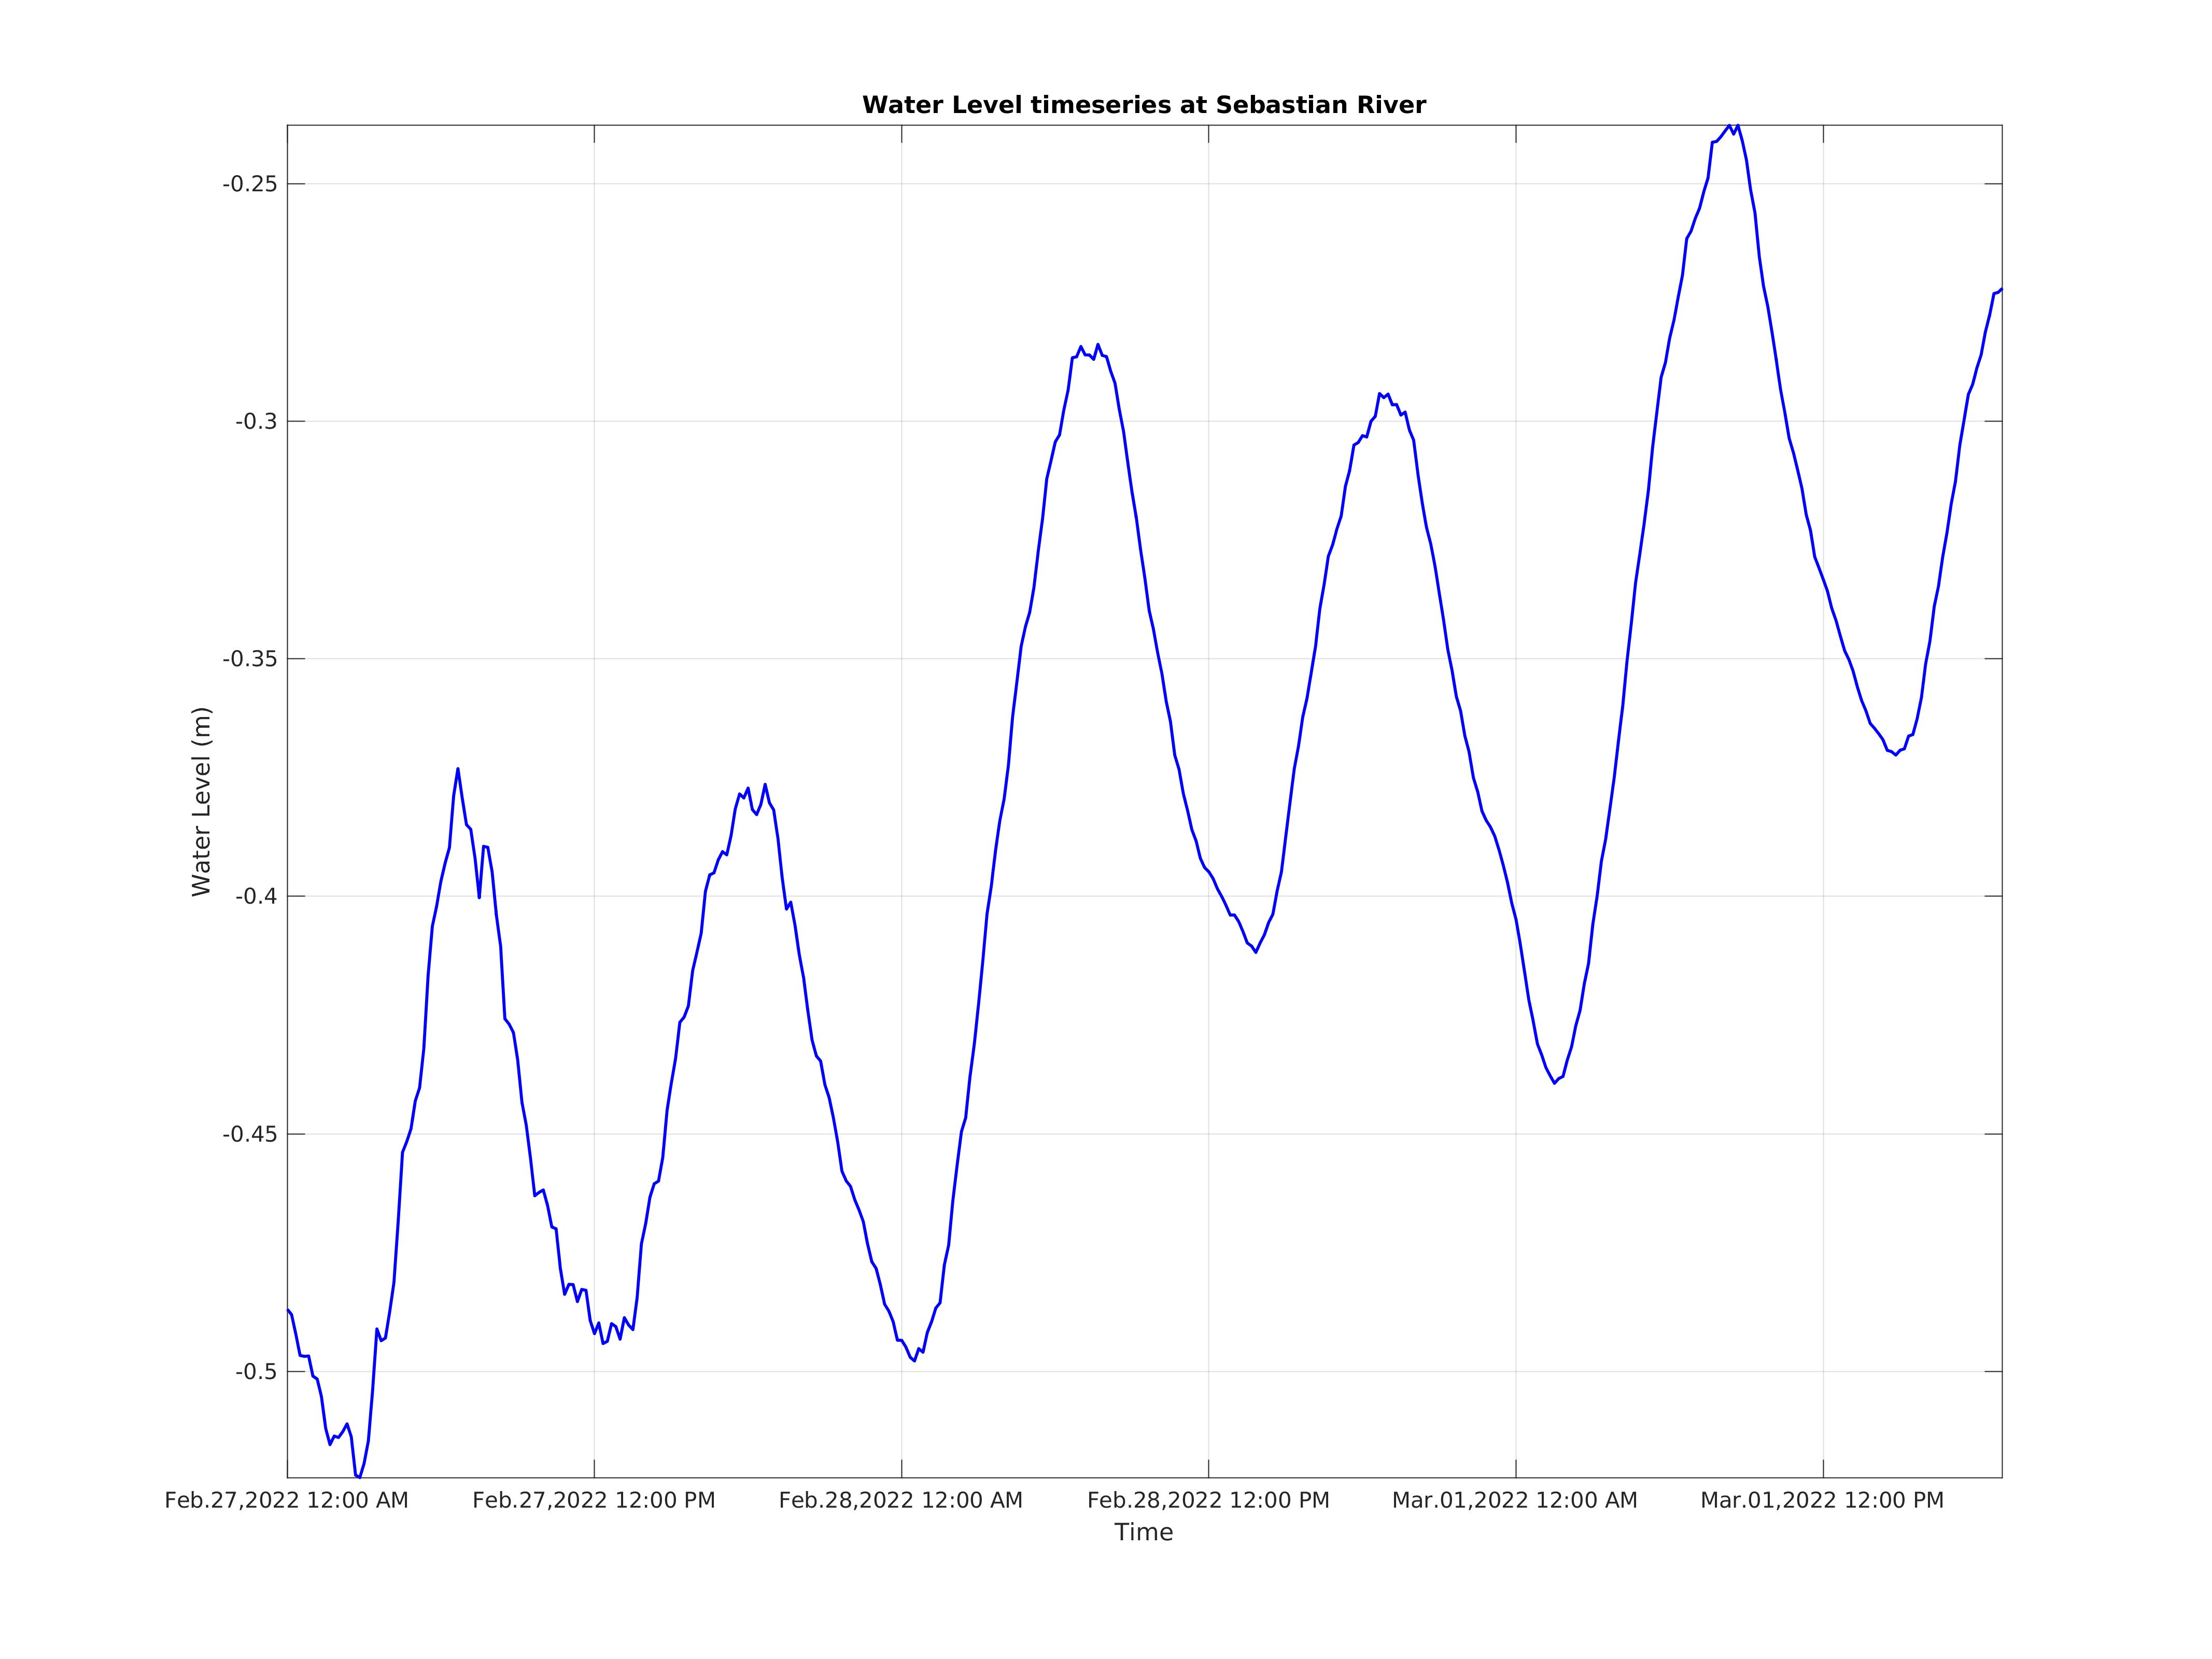 Water Level timeseries at Sebastian River
-0.25
-0.3
-0.35
-0.4
-0.45
-0.5
Water Level (m)
Feb.27,2022 12:00 AM
Feb.27,2022 12:00 PM
Feb.28,2022 12:00 AM
Feb.28,2022 12:00 PM
Mar.01,2022 12:00 AM
Mar.01,2022 12:00 PM
Time